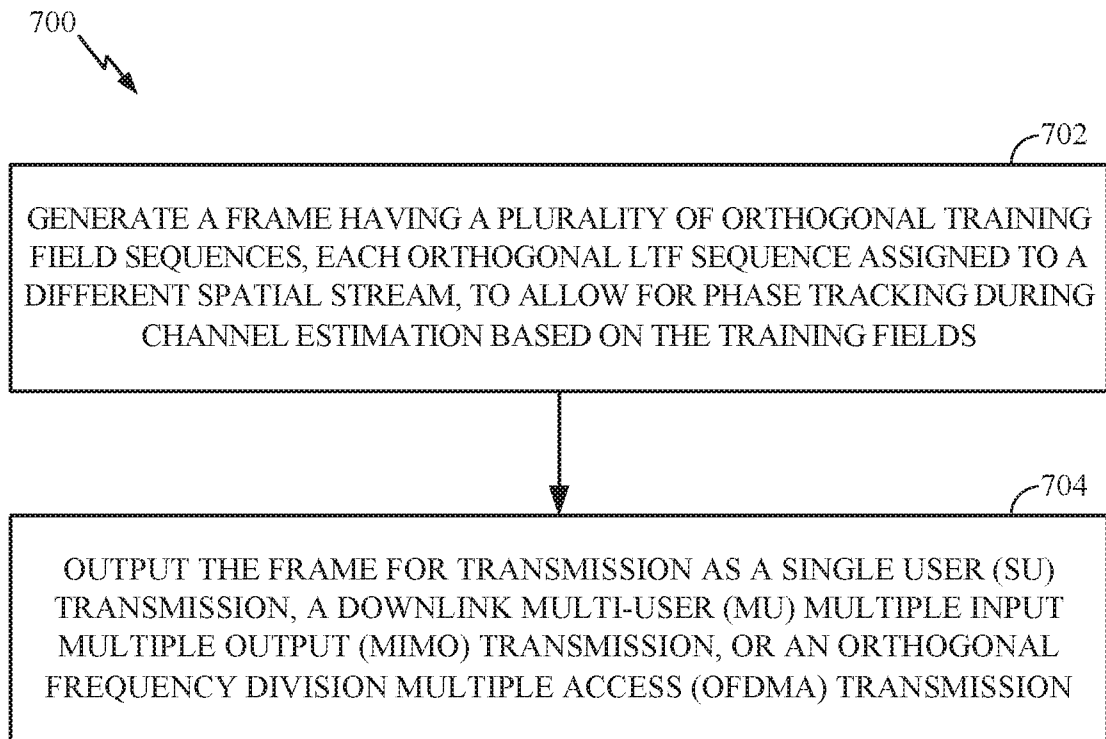 700
702
GENERATE A FRAME HAVING A PLURALITY OF ORTHOGONAL TRAINING
FIELD SEQUENCES, EACH ORTHOGONAL LTF SEQUENCE ASSIGNED TO A
DIFFERENT SPATIAL STREAM, TO ALLOW FOR PHASE TRACKING DURING
CHANNEL ESTIMATION BASED ON THE TRAINING FIELDS
704
OUTPUT THE FRAME FOR TRANSMISSION AS A SINGLE USER (SU)
TRANSMISSION, A DOWNLINK MULTI-USER (MU) MULTIPLE INPUT
MULTIPLE OUTPUT (MIMO) TRANSMISSION, OR AN ORTHOGONAL
FREQUENCY DIVISION MULTIPLE ACCESS (OFDMA) TRANSMISSION